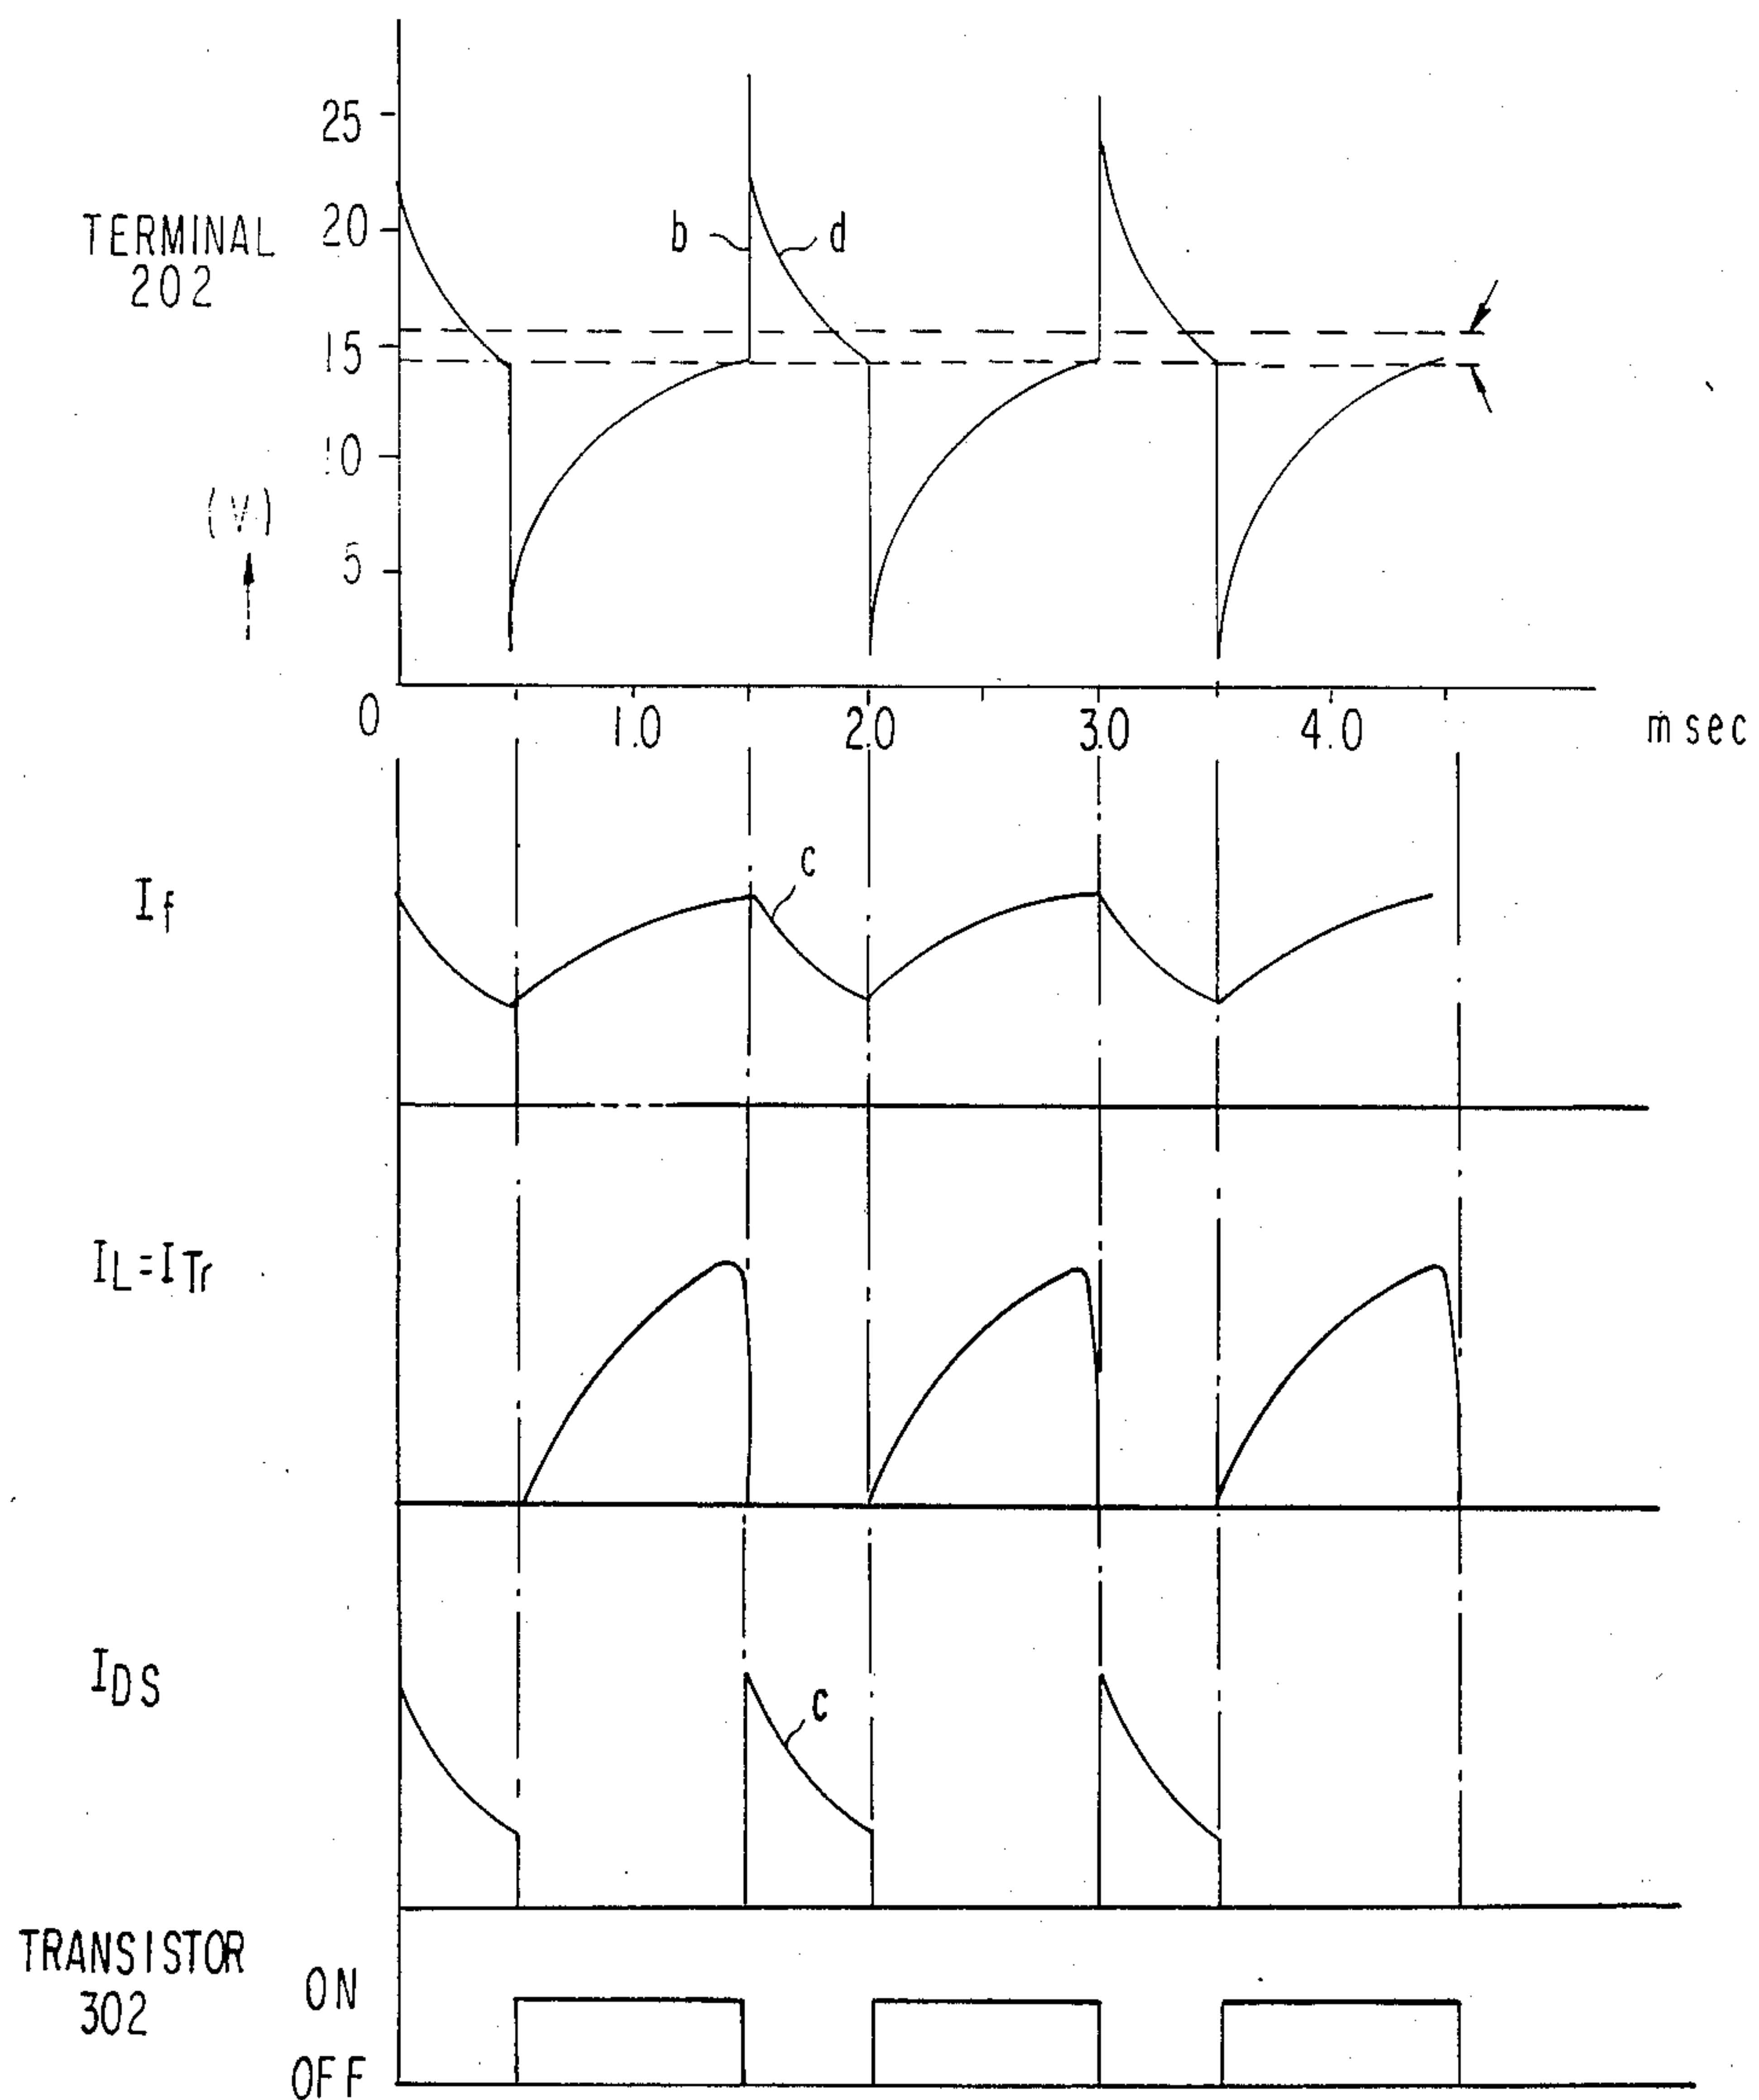 25
TERMINAL
202
20
b
d
15
10
(V)
5
0
1.0
2.0
3.0
4.0
msec
If
c
IL=ITr
IDS
c
TRANSISTOR
302
ON
OFF